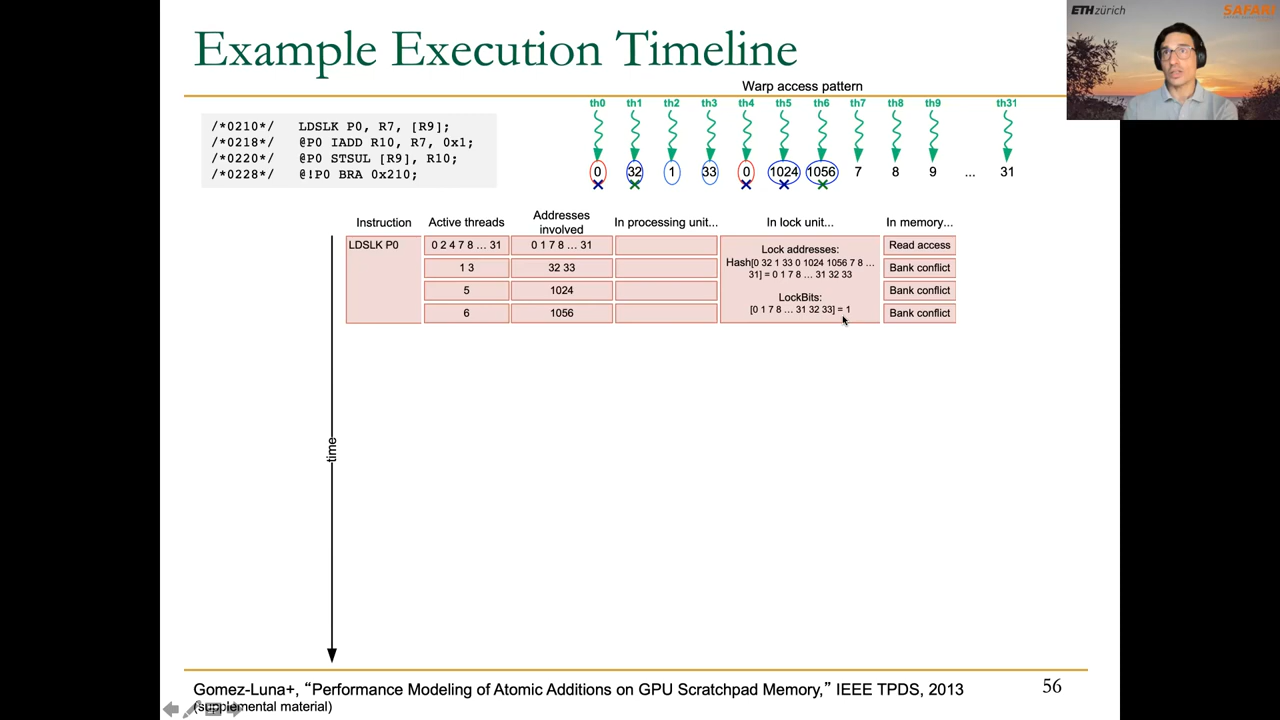 ETH zürich
SAFARI
Example Execution Timeline
Warp access pattern
th0 th1 th2 th3 th4 th5 th6 th7 th8 th9 th31
/*0210*/ LDSLK P0, R7, [R9];
/*0218*/ @P0 IADD R10, R7, 0x1;
/*0220*/ @P0 STSUL [R9], R10;
/*0228*/ @!P0 BRA 0x210;
0 32 1 33 0 1024 1056 7 8 9 ... 31
Instruction Active threads Addresses involved In processing unit... In lock unit... In memory...
LDSLK P0 0 2 4 7 8 ... 31 0 1 7 8 ... 31 Read access
1 3 32 33 Bank conflict
5 1024 Bank conflict
6 1056 Bank conflict
Lock addresses:
Hash[0 32 1 33 0 1024 1056 7 8 ...
31] = 0 1 7 8 ... 31 32 33
LockBits:
[0 1 7 8 ... 31 32 33] = 1
time
Gomez-Luna+, “Performance Modeling of Atomic Additions on GPU Scratchpad Memory,” IEEE TPDS, 2013
(supplemental material)
56